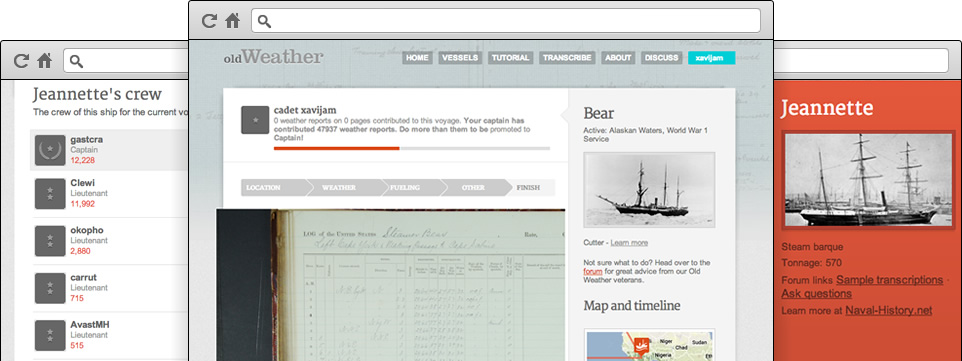 Jeannette's crew
The crew of this ship for the current vo
gastcra
Captain
12,228
Clewi
Lieutenant
11,992
okopho
Lieutenant
2,880
carrut
Lieutenant
715
AvastMH
Lieutenant
515
oldWeather
HOME
VESSELS
TUTORIAL
TRANSCRIBE
ABOUT
DISCUSS
xavijam
cadet xavijam
0 weather reports on 0 pages contributed to this voyage. Your captain has
contributed 47937 weather reports. Do more than them to be promoted to
Captain!
LOCATION
WEATHER
FUELING
OTHER
FINISH
LOG of the United States Steamer Bear Rate,
Bear
Active: Alaskan Waters, World War 1
Service
Cutter - Learn more
Not sure what to do? Head over to the
forum for great advice from our Old
Weather veterans.
Map and timeline
Niger
Chad
Nigeria
Jeannette
Steam barque
Tonnage: 570
Forum links Sample transcriptions ·
Ask questions
Learn more at Naval-History.net